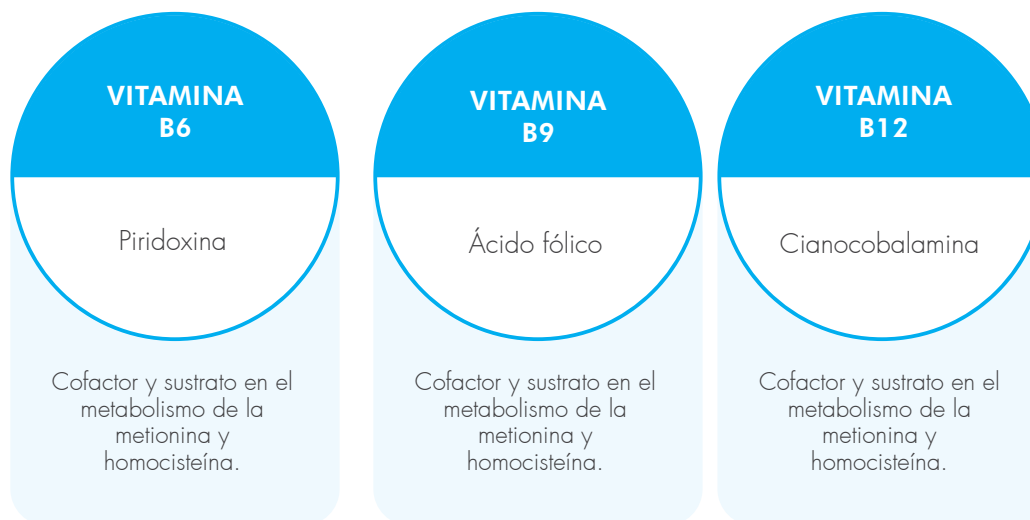 VITAMINA
B6
Piridoxina
Cofactor y sustrato en el
metabolismo de la
metionina y
homocisteína.
VITAMINA
B9
Ácido fólico
Cofactor y sustrato en el
metabolismo de la
metionina y
homocisteína.
VITAMINA
B12
Cianocobalamina
Cofactor y sustrato en el
metabolismo de la
metionina y
homocisteína.